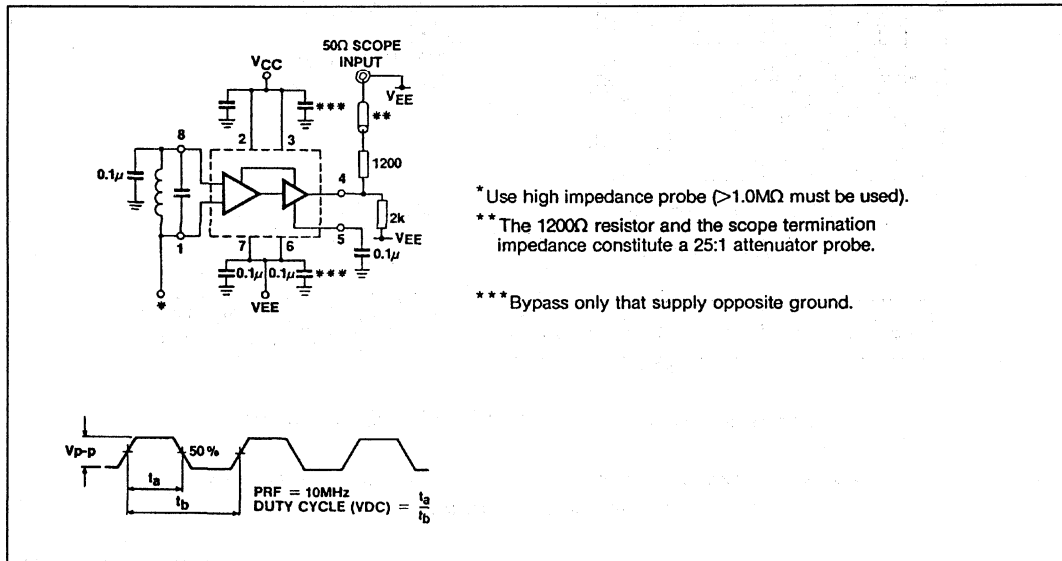 50Ω SCOPE
INPUT
VCC
VEE
***
**
8
2
3
1200
0.1μ
4
2k
1
5
VEE
7
6
0.1μ
0.1μ
0.1μ
***
*
VEE
*Use high impedance probe (>1.0MΩ must be used).
**The 1200Ω resistor and the scope termination
impedance constitute a 25:1 attenuator probe.
***Bypass only that supply opposite ground.
Vp-p
50%
ta
tb
PRF = 10MHz
DUTY CYCLE (VDC) = ta/tb